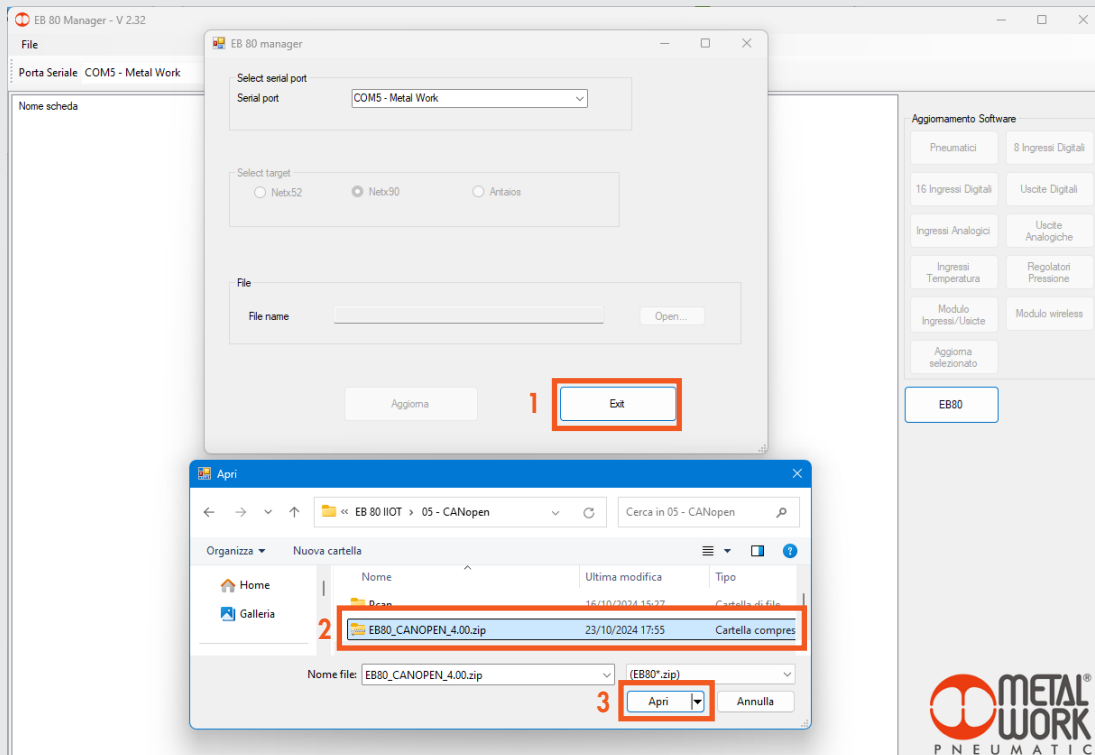 EB 80 Manager - V 2.32
File
Porta Seriale COM5 - Metal Work
Nome scheda
EB 80 manager
Select serial port
Serial port COM5 - Metal Work
Select target
Netx52 Netx90 Antaios
File
File name Open...
Aggiorna 1 Exit
Aggiornamento Software
Pneumatici 8 Ingressi Digitali
16 Ingressi Digitali Uscite Digitali
Ingressi Analogici Uscite
Analogiche
Ingressi
Temperatura Regolatori
Pressione
Modulo
Ingressi/Usicte Modulo wireless
Aggiorna
selezionato
EB80
Apri
« EB 80 IIOT › 05 - CANopen Cerca in 05 - CANopen
Organizza Nuova cartella
Home
Galleria
Nome Ultima modifica Tipo
Pcan 16/10/2024 15:27 Cartella di file
2 EB80_CANOPEN_4.00.zip 23/10/2024 17:55 Cartella compres
Nome file: EB80_CANOPEN_4.00.zip (EB80*.zip)
3 Apri Annulla
METAL
WORK
PNEUMATIC